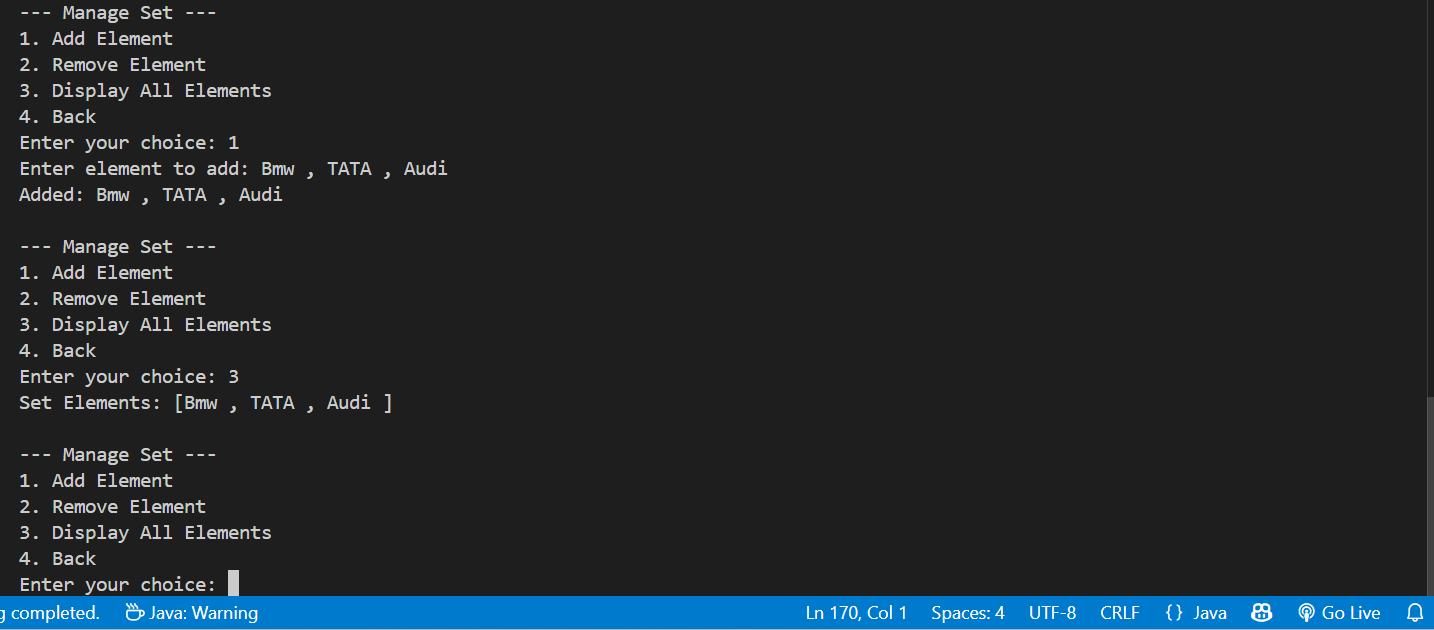 --- Manage Set ---
1. Add Element
2. Remove Element
3. Display All Elements
4. Back
Enter your choice: 1
Enter element to add: Bmw , TATA , Audi
Added: Bmw , TATA , Audi
--- Manage Set ---
1. Add Element
2. Remove Element
3. Display All Elements
4. Back
Enter your choice: 3
Set Elements: [Bmw , TATA , Audi ]
--- Manage Set ---
1. Add Element
2. Remove Element
3. Display All Elements
4. Back
Enter your choice:
completed. Java: Warning Ln 170, Col 1 Spaces: 4 UTF-8 CRLF {} Java Go Live